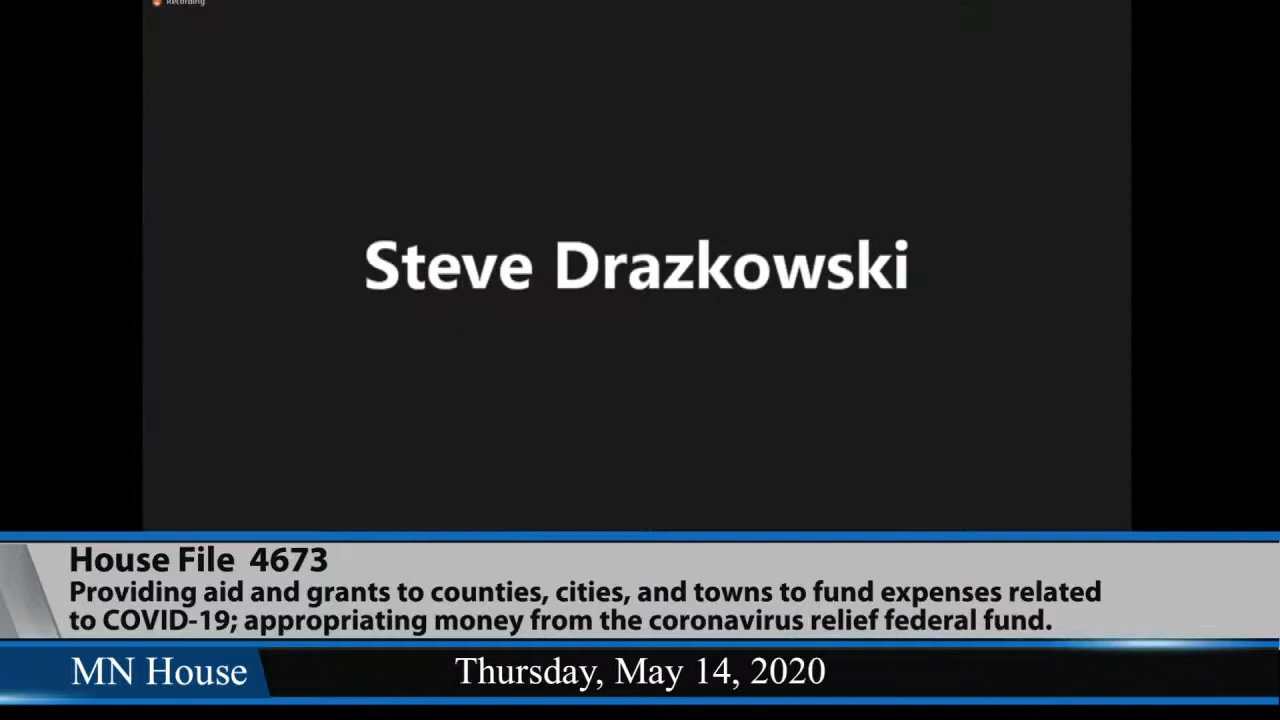 Recording
Steve Drazkowski
House File 4673
Providing aid and grants to counties, cities, and towns to fund expenses related
to COVID-19; appropriating money from the coronavirus relief federal fund.
MN House
Thursday, May 14, 2020